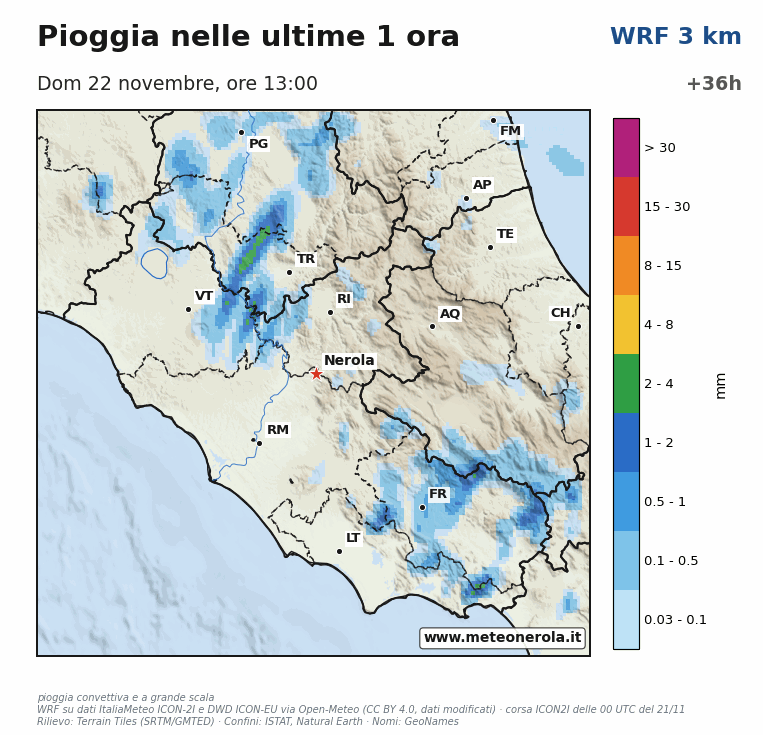 Pioggia nelle ultime 1 ora
WRF 3 km
Dom 22 novembre, ore 13:00
+36h
FM
PG
AP
TE
TR
VT
RI
AQ
CH
Nerola
RM
FR
LT
www.meteonerola.it
> 30
15 - 30
8 - 15
4 - 8
2 - 4
1 - 2
0.5 - 1
0.1 - 0.5
0.03 - 0.1
mm
pioggia convettiva e a grande scala
WRF su dati ItaliaMeteo ICON-2I e DWD ICON-EU via Open-Meteo (CC BY 4.0, dati modificati) · corsa ICON2I delle 00 UTC del 21/11
Rilievo: Terrain Tiles (SRTM/GMTED) · Confini: ISTAT, Natural Earth · Nomi: GeoNames